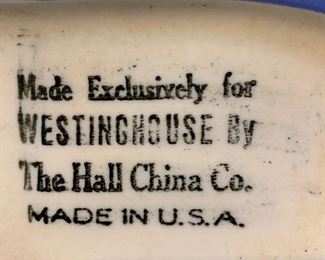 Made Exclusively for
WESTINGHOUSE By
The Hall China Co.
MADE IN U.S.A.